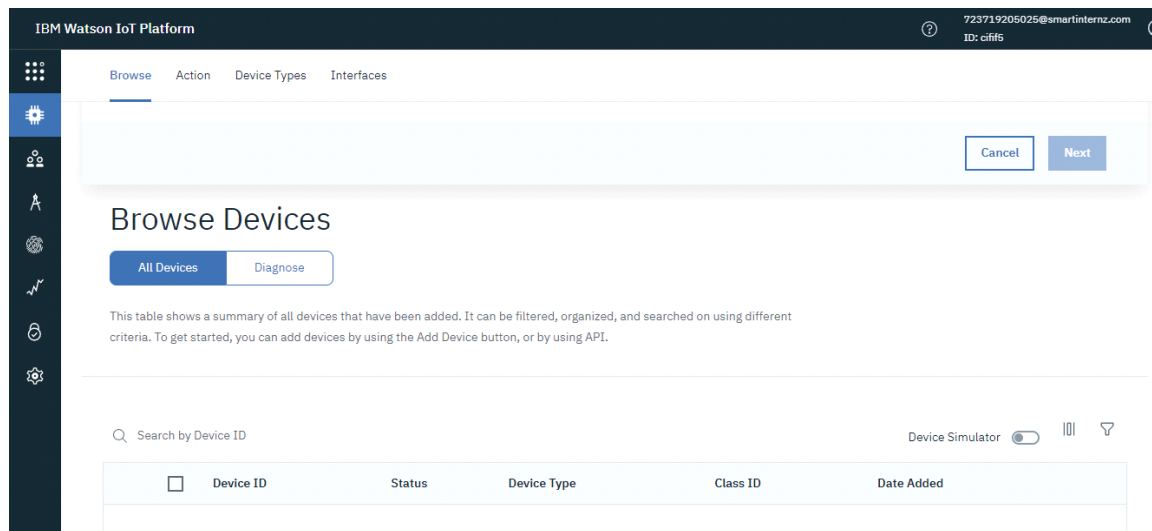 IBM Watson IoT Platform
723719205025@smartinternz.com
ID: cifif5
Browse Action Device Types Interfaces
Cancel Next
Browse Devices
All Devices Diagnose
This table shows a summary of all devices that have been added. It can be filtered, organized, and searched on using different
criteria. To get started, you can add devices by using the Add Device button, or by using API.
Search by Device ID
Device Simulator
Device ID Status Device Type Class ID Date Added